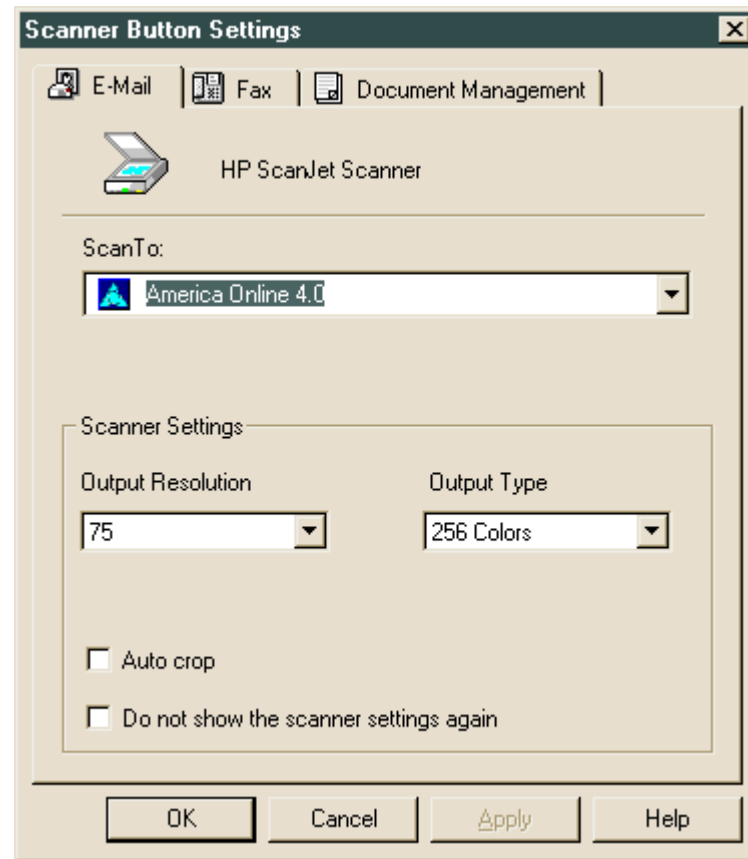 Scanner Button Settings
E-Mail Fax Document Management
HP ScanJet Scanner
ScanTo:
America Online 4.0
Scanner Settings
Output Resolution Output Type
75 256 Colors
Auto crop
Do not show the scanner settings again
OK Cancel Apply Help